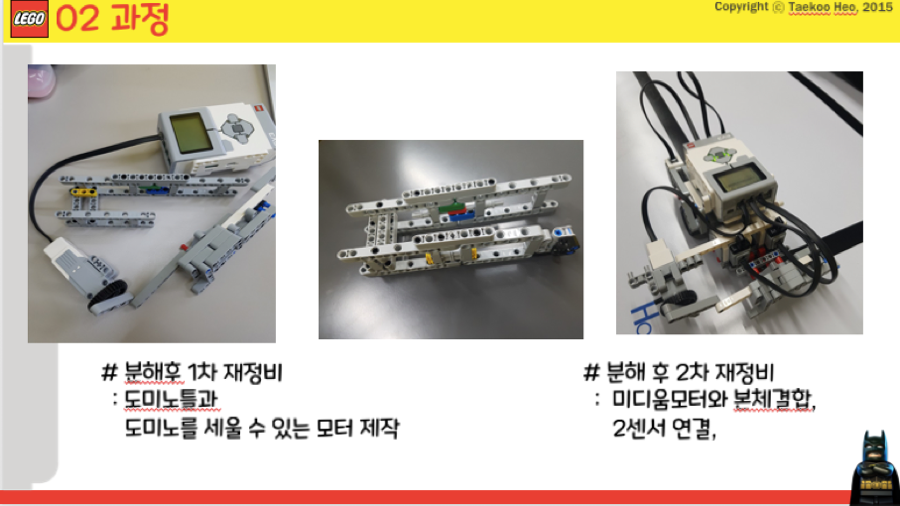 LEGO
02 과정
Copyright ⓒ Taekoo Heo, 2015
# 분해후 1차 재정비
: 도미노틀과
도미노를 세울 수 있는 모터 제작
# 분해 후 2차 재정비
: 미디움모터와 본체결합,
2센서 연결,